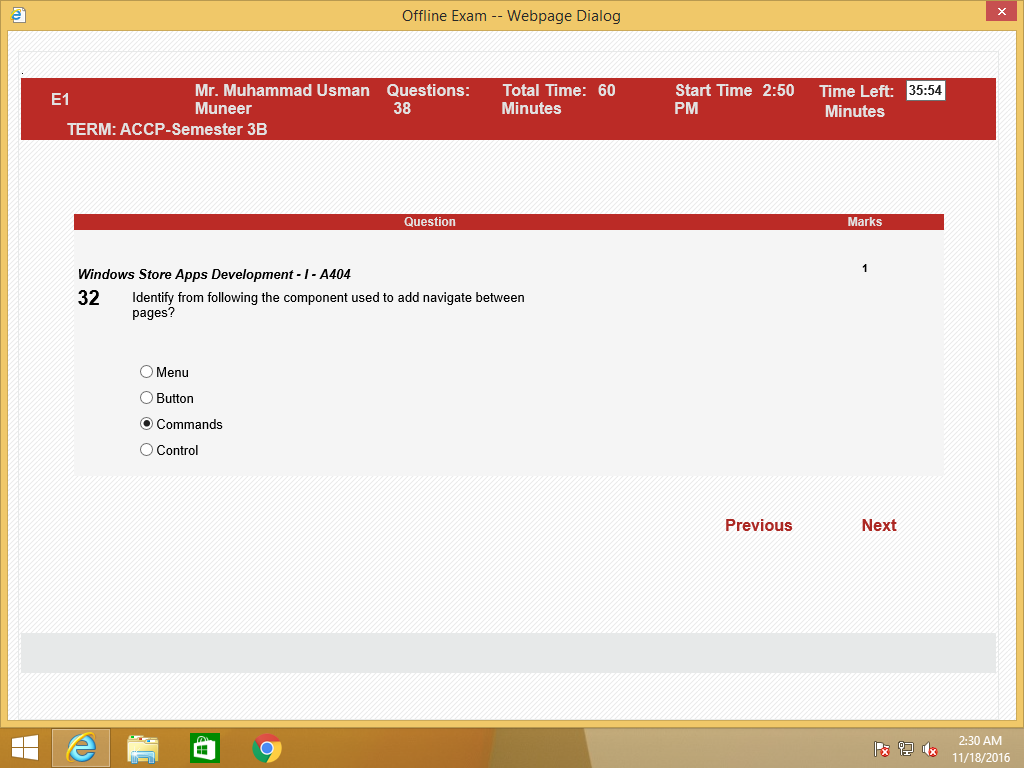 Offline Exam -- Webpage Dialog
.
E1
Mr. Muhammad Usman Muneer
Questions: 38
Total Time: 60 Minutes
Start Time 2:50 PM
Time Left: 35:54 Minutes
TERM: ACCP-Semester 3B
Question Marks
Windows Store Apps Development - I - A404
1
32 Identify from following the component used to add navigate between
pages?
Menu
Button
Commands
Control
Previous Next
2:30 AM
11/18/2016